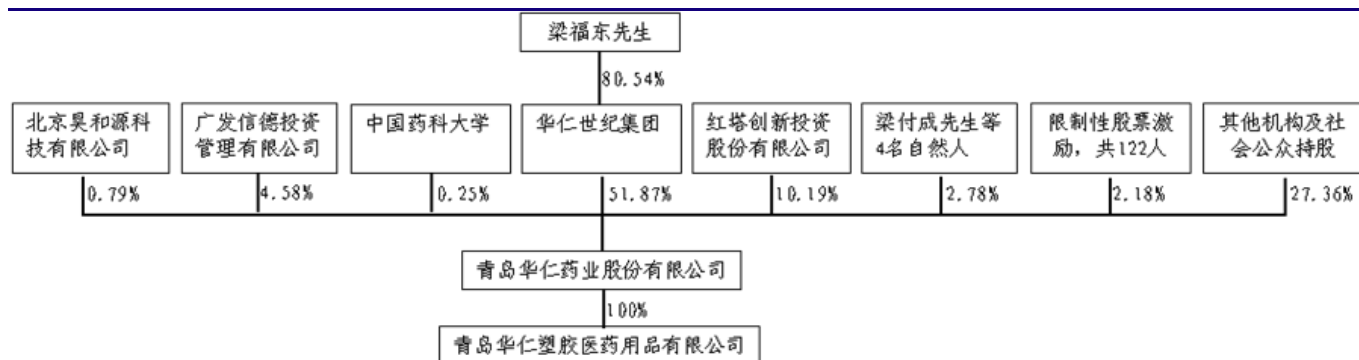 梁福东先生
80.54%
北京昊和源科
技有限公司
广发信德投资
管理有限公司
中国药科大学
华仁世纪集团
红塔创新投资
股份有限公司
梁付成先生等
4名自然人
限制性股票激
励，共122人
其他机构及社
会公众持股
0.79%
4.58%
0.25%
51.87%
10.19%
2.78%
2.18%
27.36%
青岛华仁药业股份有限公司
100%
青岛华仁塑胶医药用品有限公司